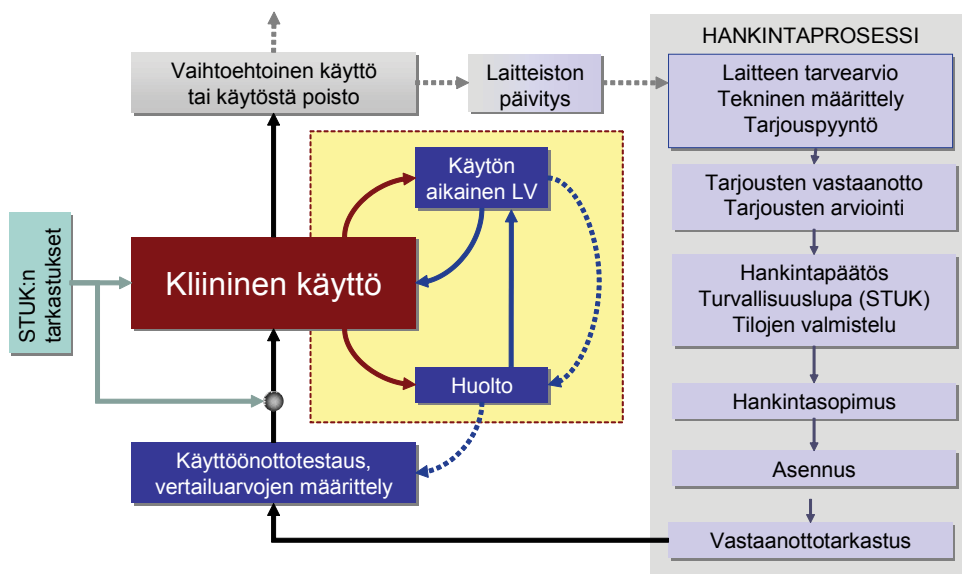 Vaihtoehtoinen käyttö
tai käytöstä poisto
Laitteiston
päivitys
HANKINTAPROSESSI
Laitteen tarvearvio
Tekninen määrittely
Tarjouspyyntö
Tarjousten vastaanotto
Tarjousten arviointi
Hankintapäätös
Turvallisuuslupa (STUK)
Tilojen valmistelu
Hankintasopimus
Asennus
Vastaanottotarkastus
Käytön
aikainen LV
STUK:n
tarkastukset
Kliininen käyttö
Huolto
Käyttöönottotestaus,
vertailuarvojen määrittely